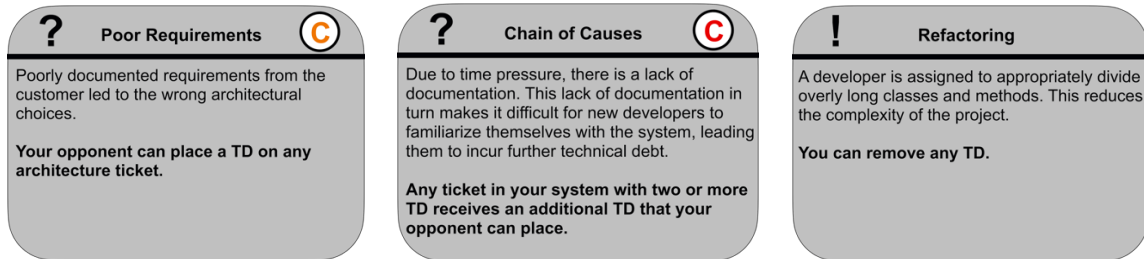 ? Poor Requirements C
Poorly documented requirements from the
customer led to the wrong architectural
choices.
Your opponent can place a TD on any
architecture ticket.
? Chain of Causes C
Due to time pressure, there is a lack of
documentation. This lack of documentation in
turn makes it difficult for new developers to
familiarize themselves with the system, leading
them to incur further technical debt.
Any ticket in your system with two or more
TD receives an additional TD that your
opponent can place.
! Refactoring
A developer is assigned to appropriately divide
overly long classes and methods. This reduces
the complexity of the project.
You can remove any TD.